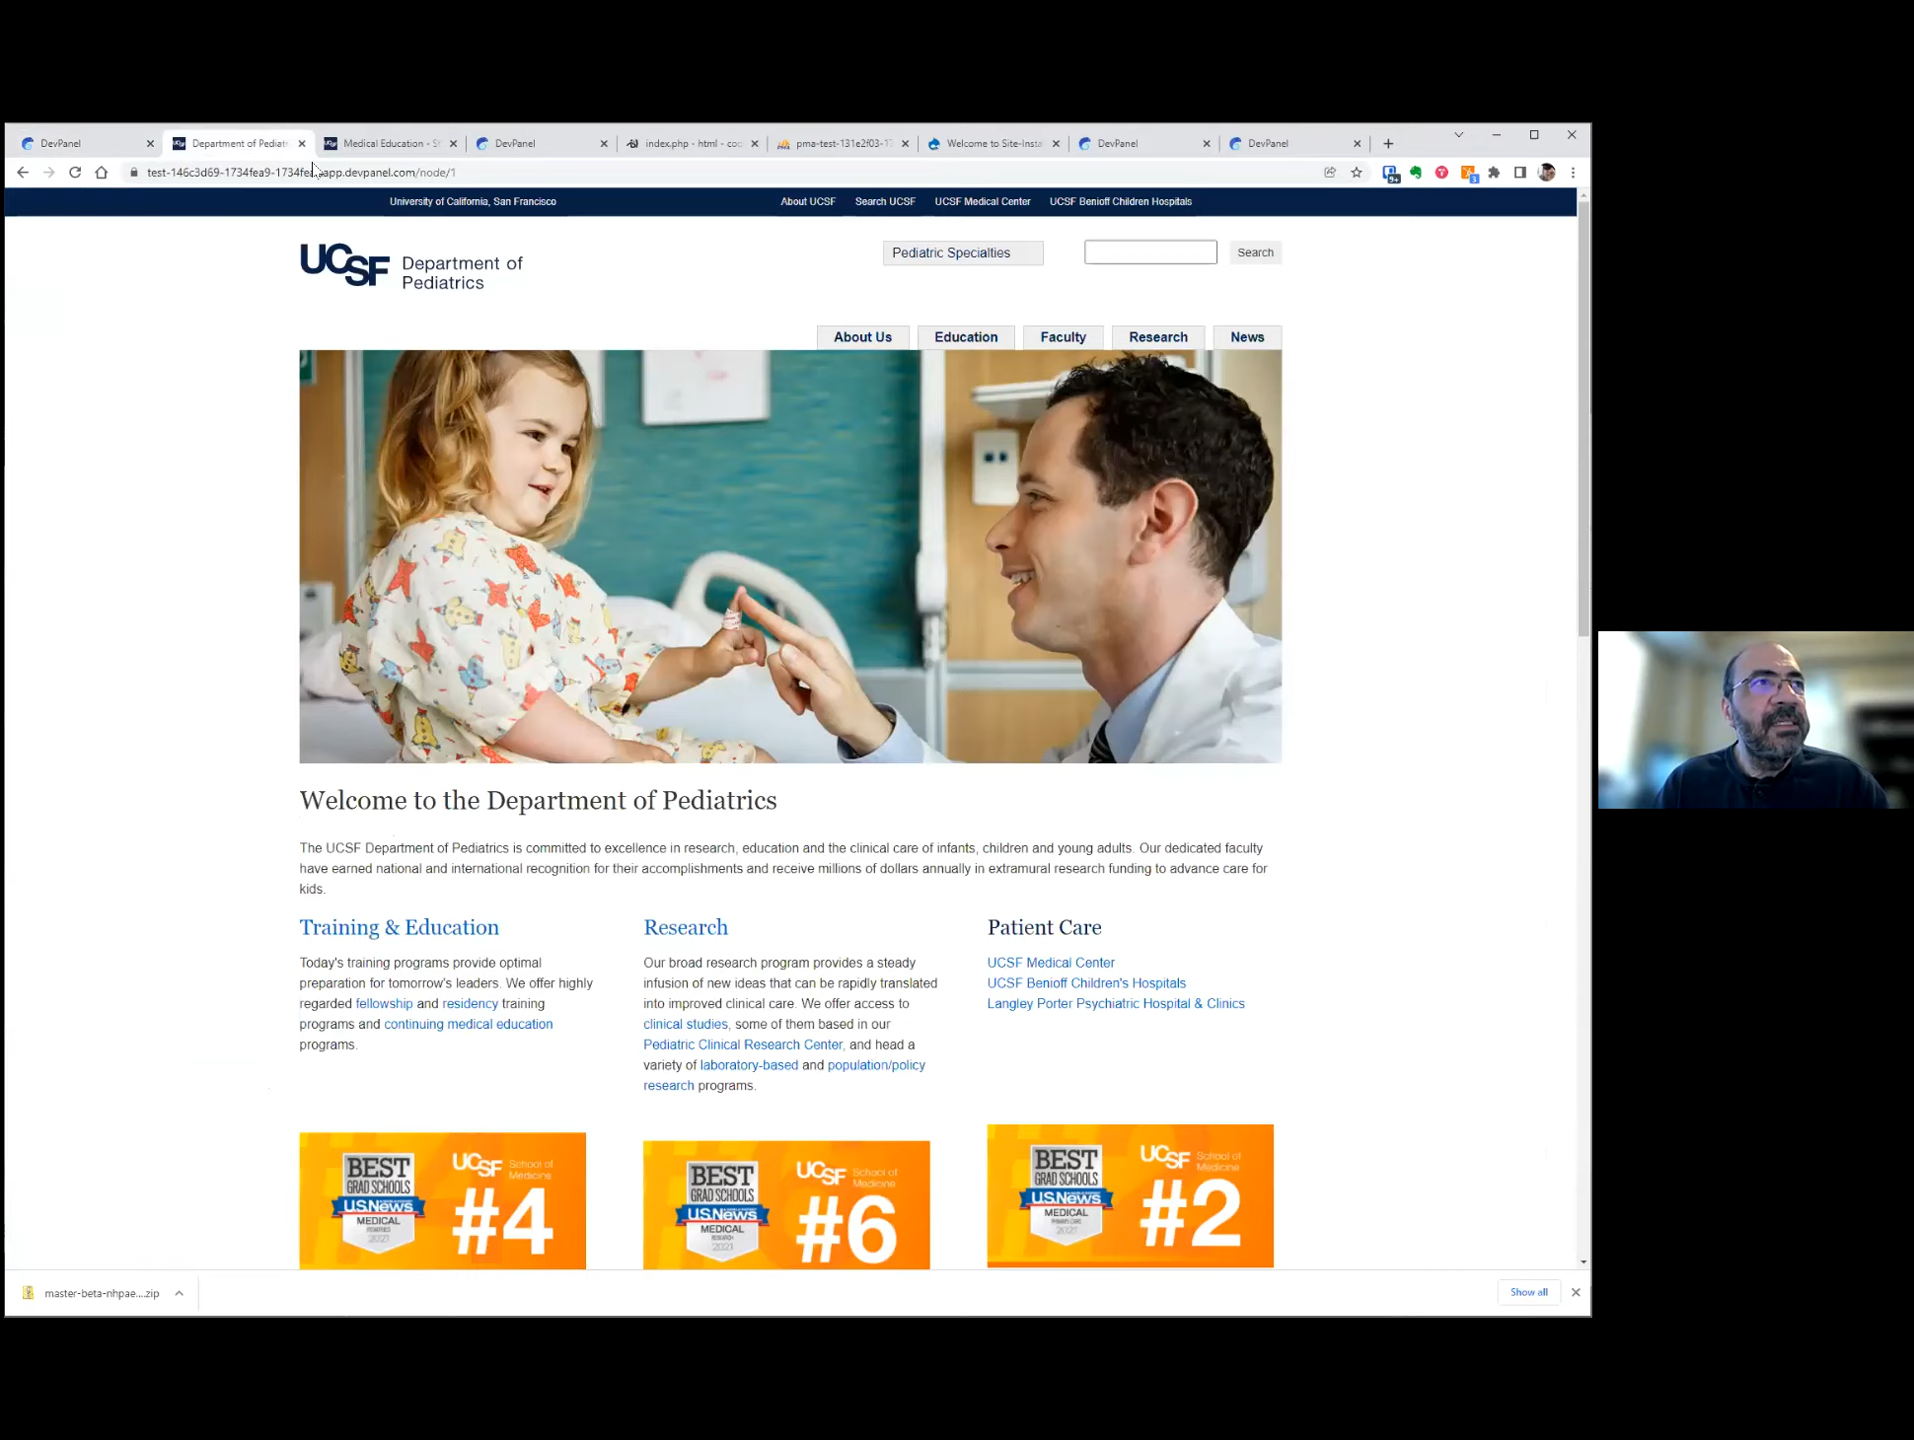 DevPanel
Department of Pediatr
Medical Education - S
DevPanel
index.php - html - co
pma-test-131e2f03-1
Welcome to Site-Insta
DevPanel
DevPanel
test-146c3d69-1734fea9-1734fe app.devpanel.com/node/1
University of California, San Francisco
About UCSF
Search UCSF
UCSF Medical Center
UCSF Benioff Children Hospitals
UCSF Department of
Pediatrics
Pediatric Specialties
Search
About Us
Education
Faculty
Research
News
Welcome to the Department of Pediatrics
The UCSF Department of Pediatrics is committed to excellence in research, education and the clinical care of infants, children and young adults. Our dedicated faculty
have earned national and international recognition for their accomplishments and receive millions of dollars annually in extramural research funding to advance care for
kids.
Training & Education
Today's training programs provide optimal
preparation for tomorrow's leaders. We offer highly
regarded fellowship and residency training
programs and continuing medical education
programs.
Research
Our broad research program provides a steady
infusion of new ideas that can be rapidly translated
into improved clinical care. We offer access to
clinical studies, some of them based in our
Pediatric Clinical Research Center, and head a
variety of laboratory-based and population/policy
research programs.
Patient Care
UCSF Medical Center
UCSF Benioff Children's Hospitals
Langley Porter Psychiatric Hospital & Clinics
BEST
GRAD SCHOOLS
U.S.News
MEDICAL
PEDIATRICS
2021
UCSF School of
Medicine
#4
BEST
GRAD SCHOOLS
U.S.News
MEDICAL
RESEARCH
2021
UCSF School of
Medicine
#6
BEST
GRAD SCHOOLS
U.S.News
MEDICAL
PRIMARY CARE
2021
UCSF School of
Medicine
#2
master-beta-nhpae....zip
Show all